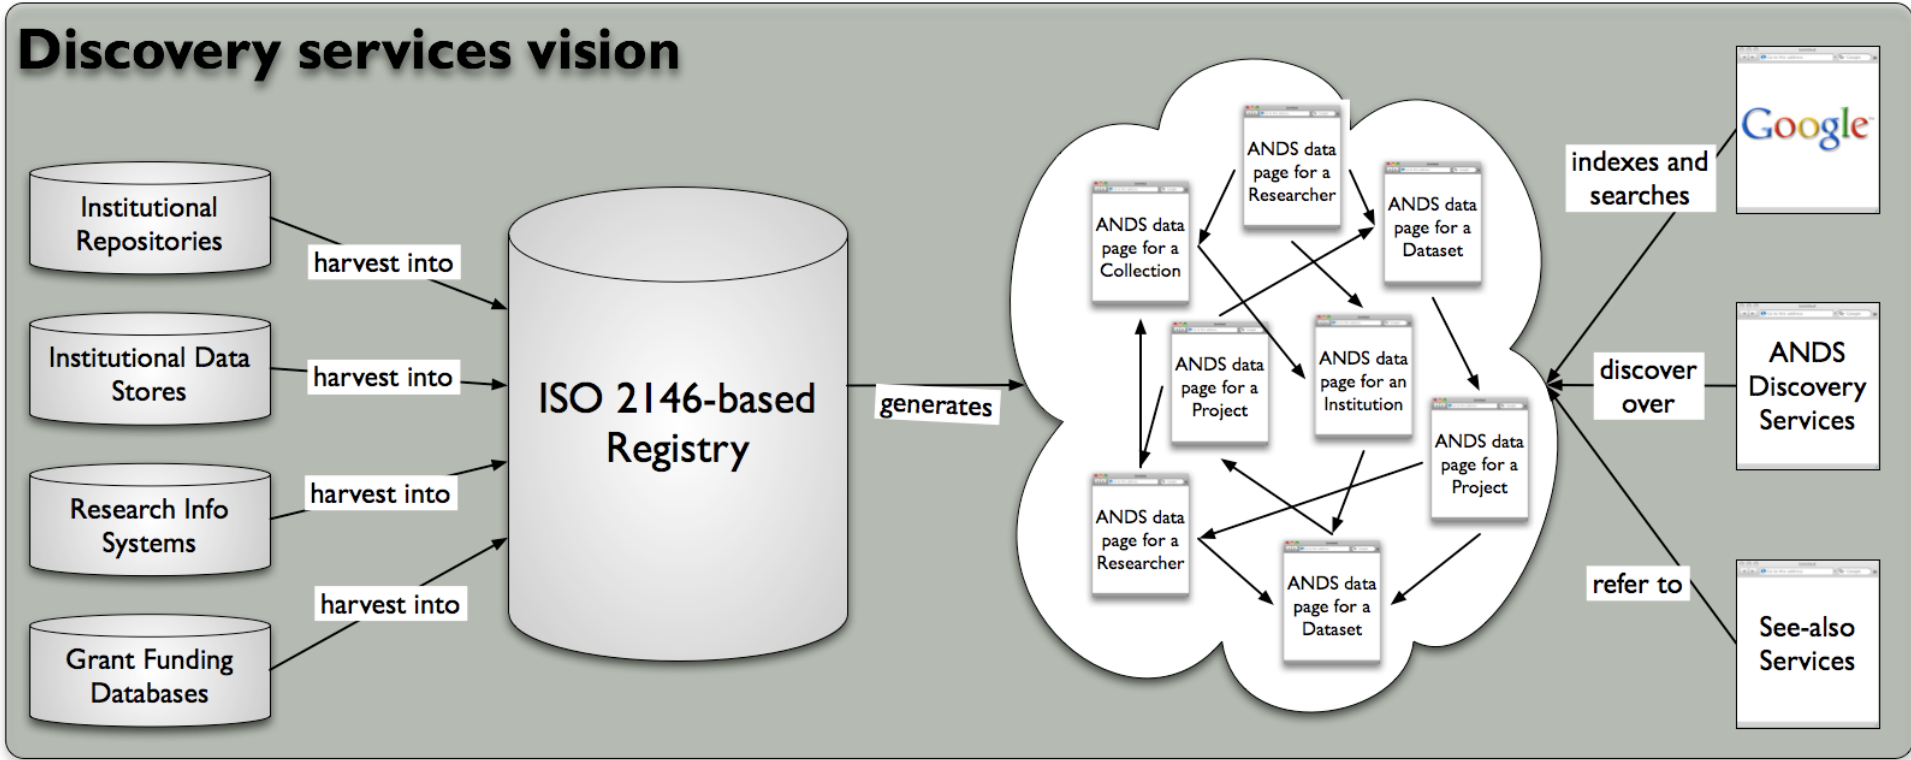 Discovery services vision
Institutional
Repositories
harvest into
Institutional Data
Stores
harvest into
Research Info
Systems
harvest into
Grant Funding
Databases
harvest into
ISO 2146-based
Registry
generates
ANDS data
page for a
Researcher
ANDS data
page for a
Collection
ANDS data
page for a
Dataset
ANDS data
page for a
Project
ANDS data
page for an
Institution
ANDS data
page for a
Project
ANDS data
page for a
Researcher
ANDS data
page for a
Dataset
indexes and
searches
Google
discover
over
ANDS
Discovery
Services
refer to
See-also
Services